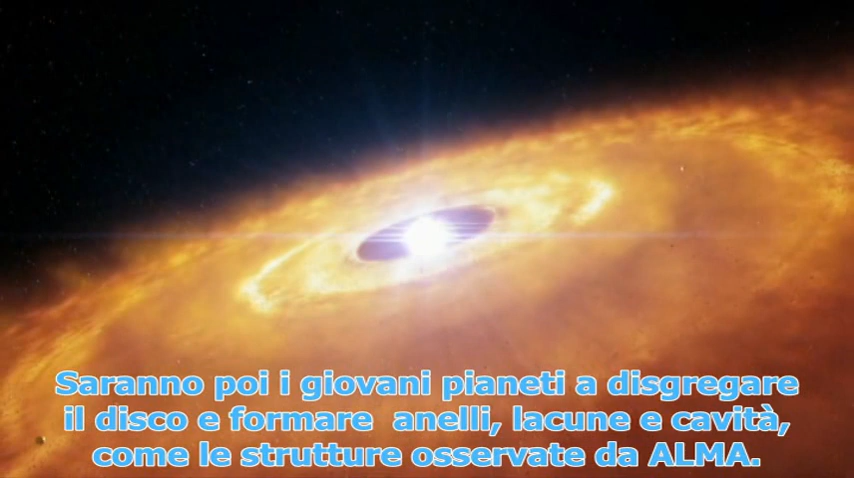 Saranno poi i giovani pianeti a disgregare
il disco e formare  anelli, lacune e cavità,
come le strutture osservate da ALMA.